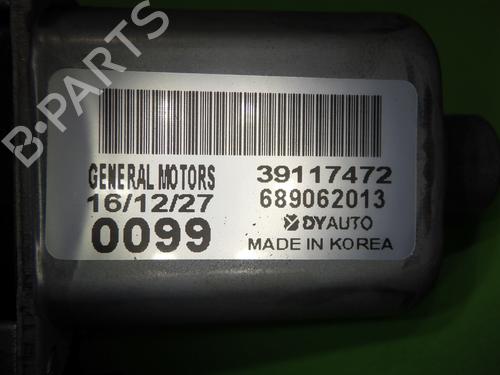 B-PARTS
GENERAL MOTORS 39117472
16/12/27 689062013
0099 DYAUTO
MADE IN KOREA